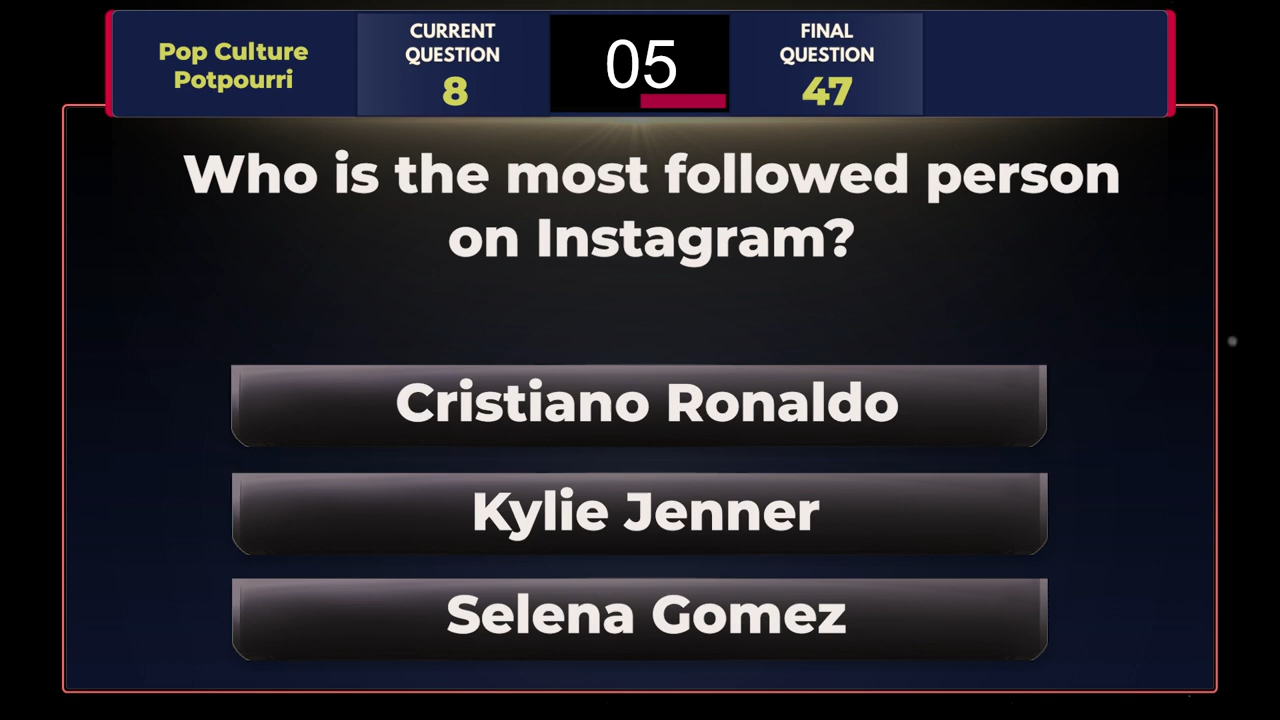 Pop Culture
Potpourri
CURRENT
QUESTION
8
05
FINAL
QUESTION
47
Who is the most followed person
on Instagram?
Cristiano Ronaldo
Kylie Jenner
Selena Gomez